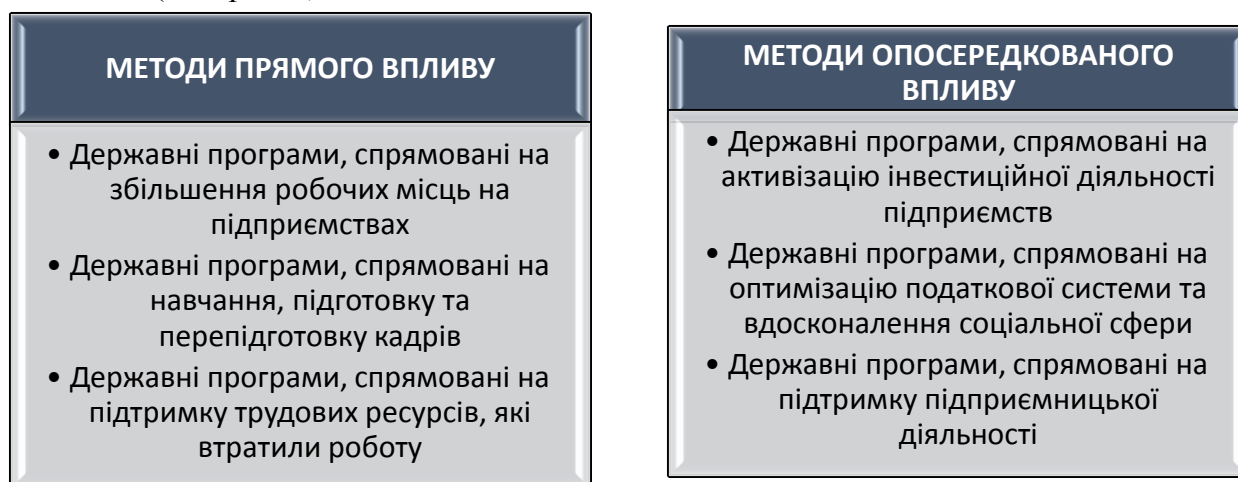 МЕТОДИ ПРЯМОГО ВПЛИВУ
• Державні програми, спрямовані на
збільшення робочих місць на
підприємствах
• Державні програми, спрямовані на
навчання, підготовку та
перепідготовку кадрів
• Державні програми, спрямовані на
підтримку трудових ресурсів, які
втратили роботу
МЕТОДИ ОПОСЕРЕДКОВАНОГО
ВПЛИВУ
• Державні програми, спрямовані на
активізацію інвестиційної діяльності
підприємств
• Державні програми, спрямовані на
оптимізацію податкової системи та
вдосконалення соціальної сфери
• Державні програми, спрямовані на
підтримку підприємницької
діяльності